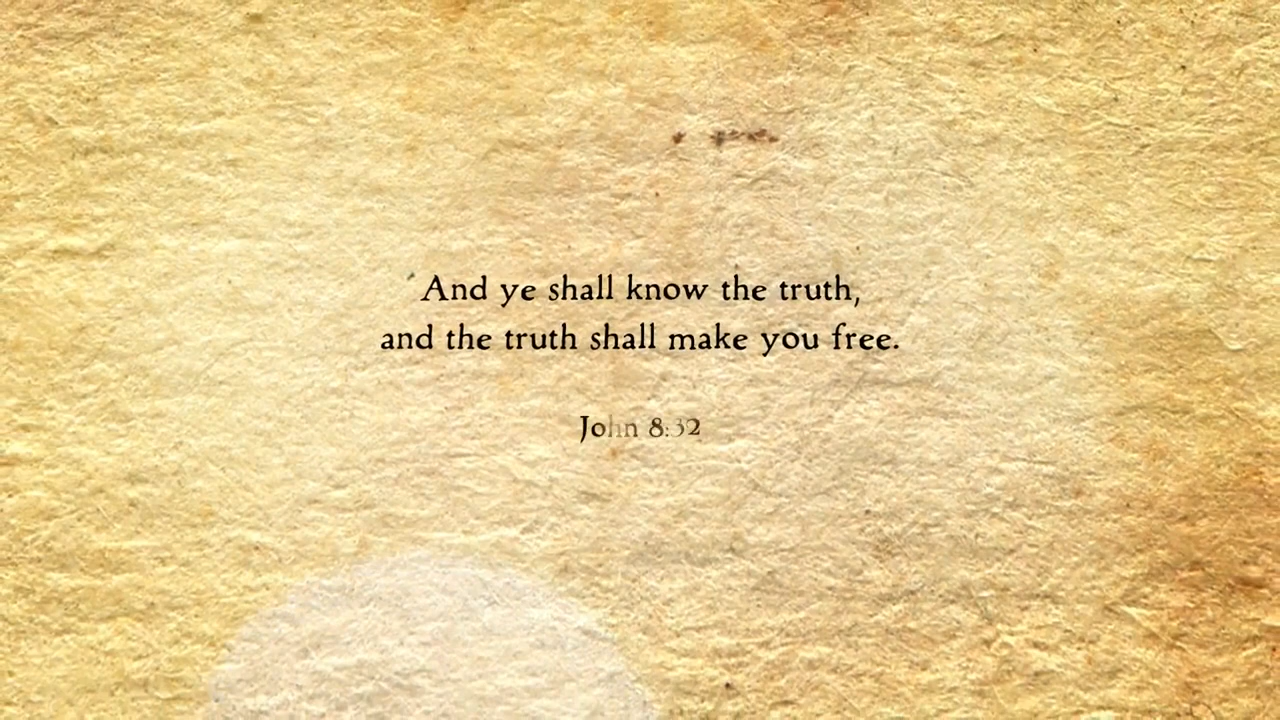 And ye shall know the truth,
and the truth shall make you free.
John 8:32